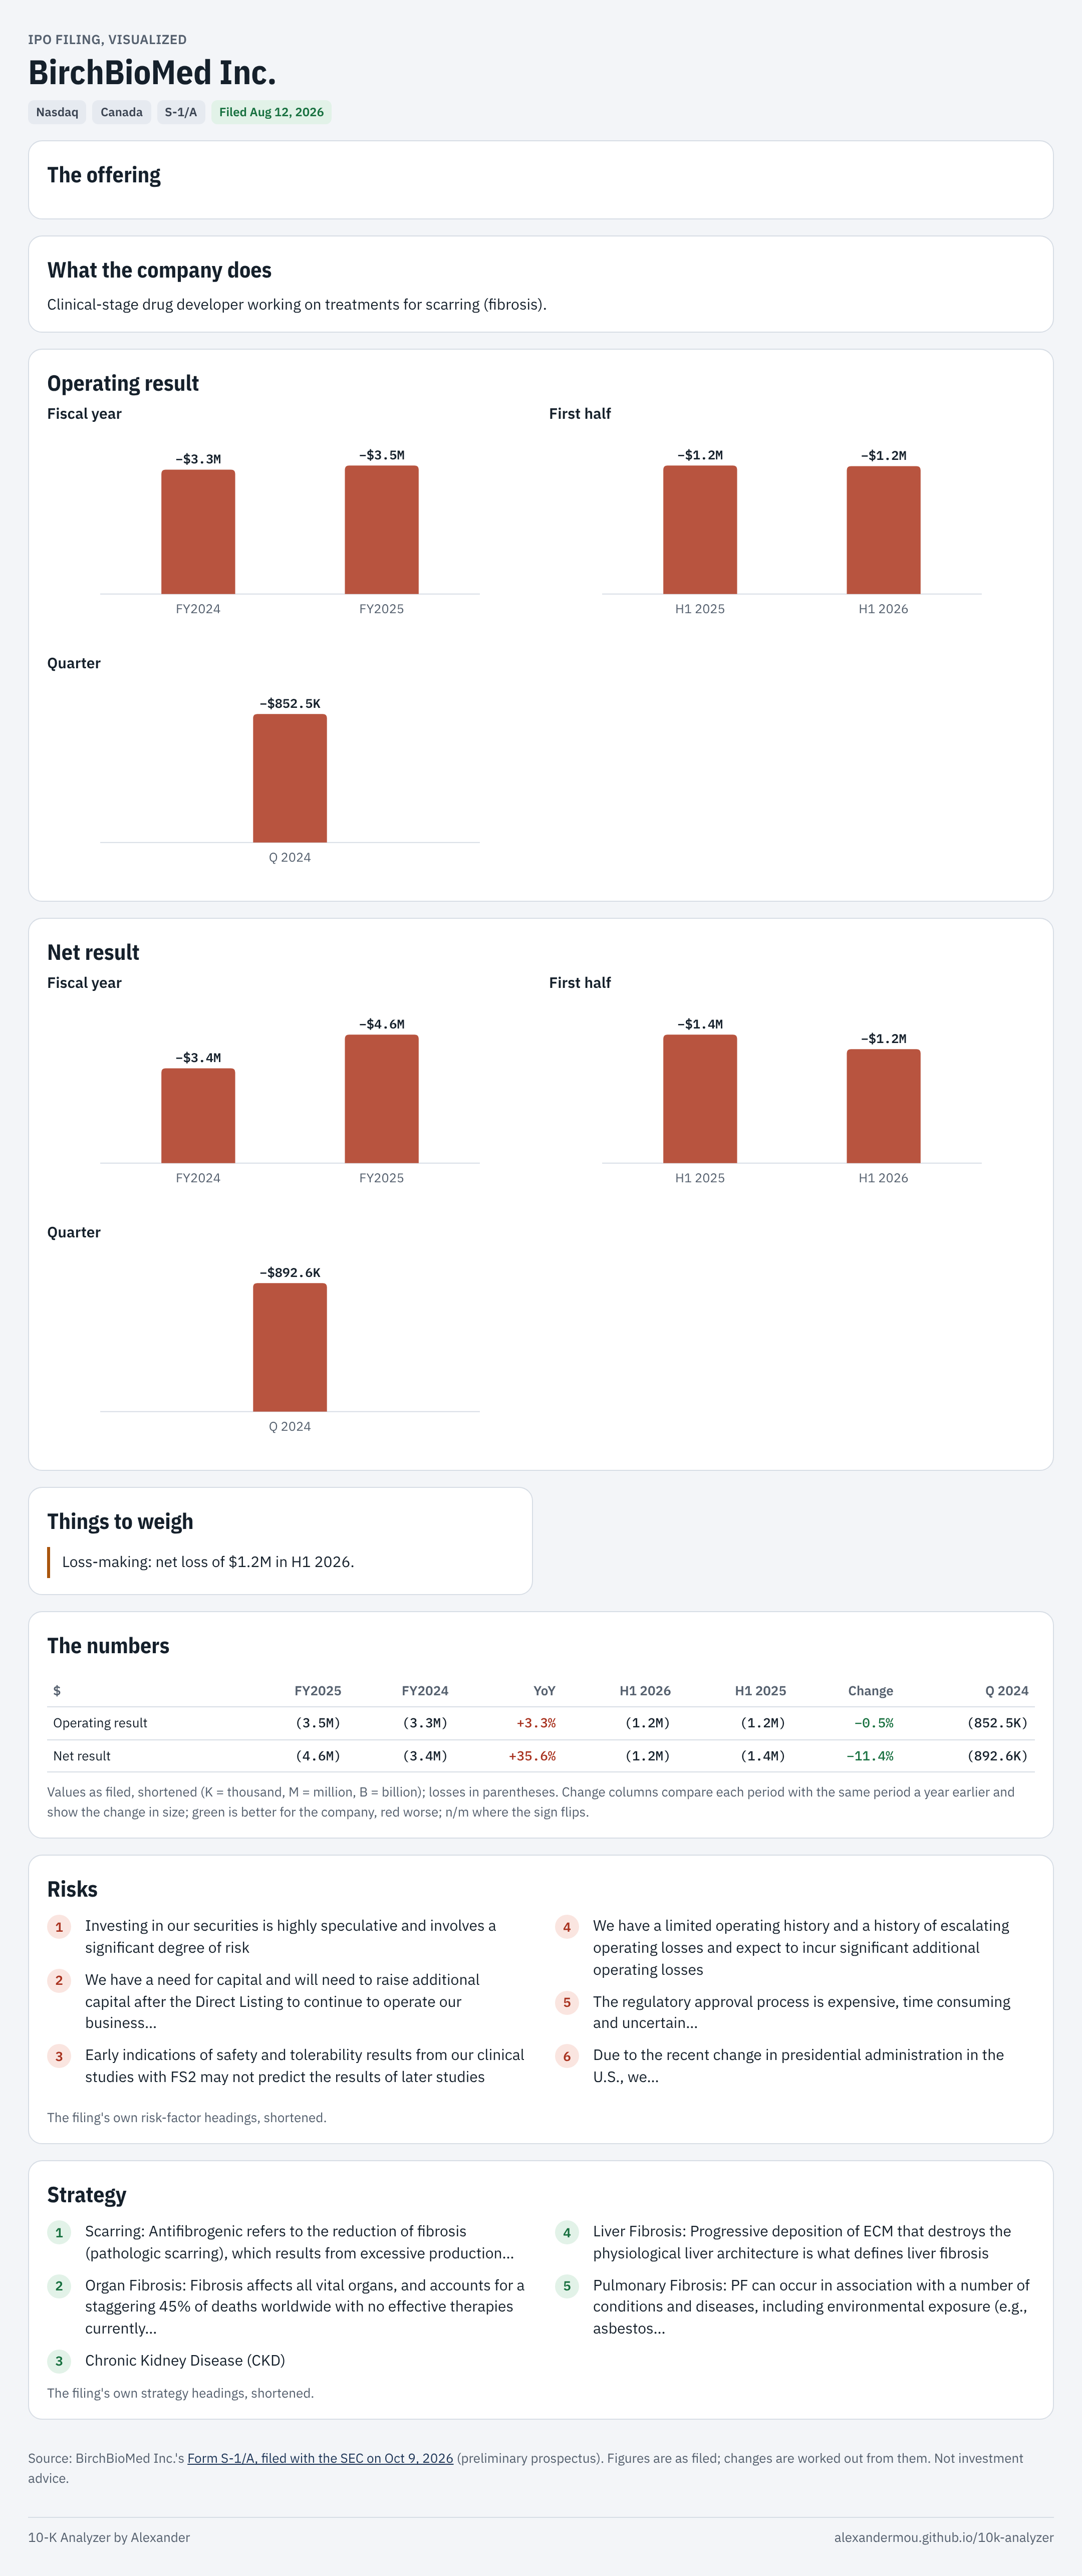 IPO FILING, VISUALIZED
BirchBioMed Inc.
Nasdaq Canada S-1/A Filed Aug 12, 2026
The offering
What the company does
Clinical-stage drug developer working on treatments for scarring (fibrosis).
Operating result
Fiscal year
−$3.3M −$3.5M
FY2024 FY2025
First half
−$1.2M −$1.2M
H1 2025 H1 2026
Quarter
−$852.5K
Q 2024
Net result
Fiscal year
−$3.4M −$4.6M
FY2024 FY2025
First half
−$1.4M −$1.2M
H1 2025 H1 2026
Quarter
−$892.6K
Q 2024
Things to weigh
Loss-making: net loss of $1.2M in H1 2026.
The numbers
$ FY2025 FY2024 YoY H1 2026 H1 2025 Change Q 2024
Operating result (3.5M) (3.3M) +3.3% (1.2M) (1.2M) −0.5% (852.5K)
Net result (4.6M) (3.4M) +35.6% (1.2M) (1.4M) −11.4% (892.6K)
Values as filed, shortened (K = thousand, M = million, B = billion); losses in parentheses. Change columns compare each period with the same period a year earlier and
show the change in size; green is better for the company, red worse; n/m where the sign flips.
Risks
1 Investing in our securities is highly speculative and involves a
significant degree of risk
2 We have a need for capital and will need to raise additional
capital after the Direct Listing to continue to operate our
business…
3 Early indications of safety and tolerability results from our clinical
studies with FS2 may not predict the results of later studies
4 We have a limited operating history and a history of escalating
operating losses and expect to incur significant additional
operating losses
5 The regulatory approval process is expensive, time consuming
and uncertain…
6 Due to the recent change in presidential administration in the
U.S., we…
The filing's own risk-factor headings, shortened.
Strategy
1 Scarring: Antifibrogenic refers to the reduction of fibrosis
(pathologic scarring), which results from excessive production…
2 Organ Fibrosis: Fibrosis affects all vital organs, and accounts for a
staggering 45% of deaths worldwide with no effective therapies
currently…
3 Chronic Kidney Disease (CKD)
4 Liver Fibrosis: Progressive deposition of ECM that destroys the
physiological liver architecture is what defines liver fibrosis
5 Pulmonary Fibrosis: PF can occur in association with a number of
conditions and diseases, including environmental exposure (e.g.,
asbestos…
The filing's own strategy headings, shortened.
Source: BirchBioMed Inc.'s Form S-1/A, filed with the SEC on Oct 9, 2026 (preliminary prospectus). Figures are as filed; changes are worked out from them. Not investment
advice.
10-K Analyzer by Alexander
alexandermou.github.io/10k-analyzer